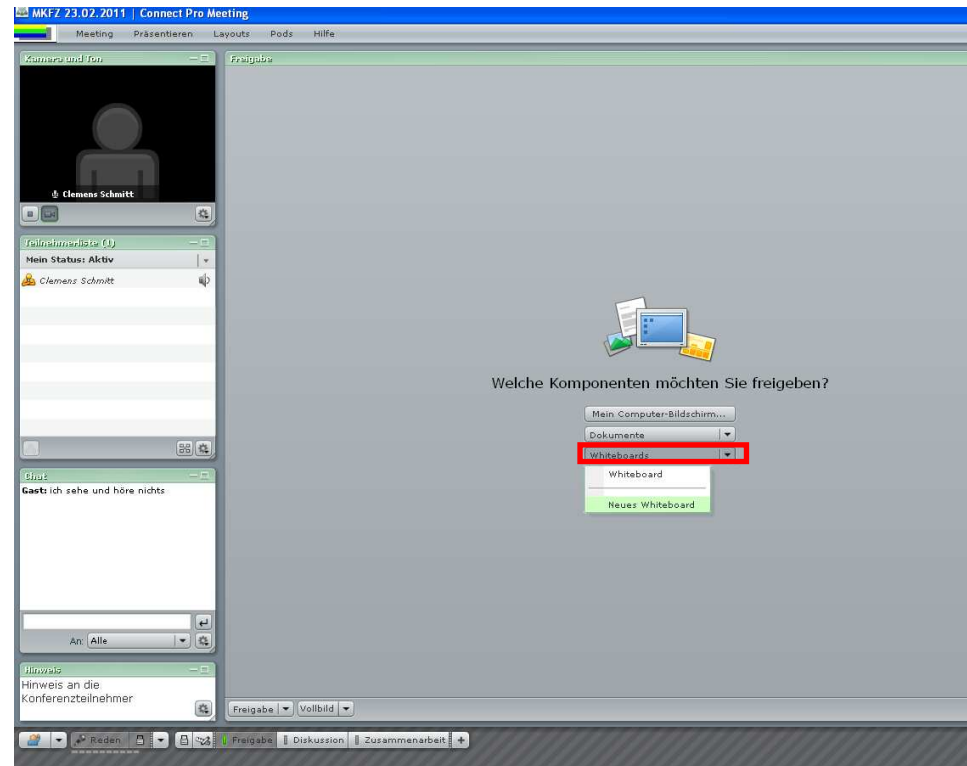 MKFZ 23.02.2011 | Connect Pro Meeting
Meeting Präsentieren Layouts Pods Hilfe
Kamera und Ton
Clemens Schmitt
Teilnehmerliste (1)
Mein Status: Aktiv
Clemens Schmitt
Chat
Gast: ich sehe und höre nichts
An: Alle
Hinweis
Hinweis an die
Konferenzteilnehmer
Freigabe
Welche Komponenten möchten Sie freigeben?
Mein Computer-Bildschirm...
Dokumente
Whiteboards
Whiteboard
Neues Whiteboard
Freigabe Vollbild
Reden Freigabe Diskussion Zusammenarbeit +